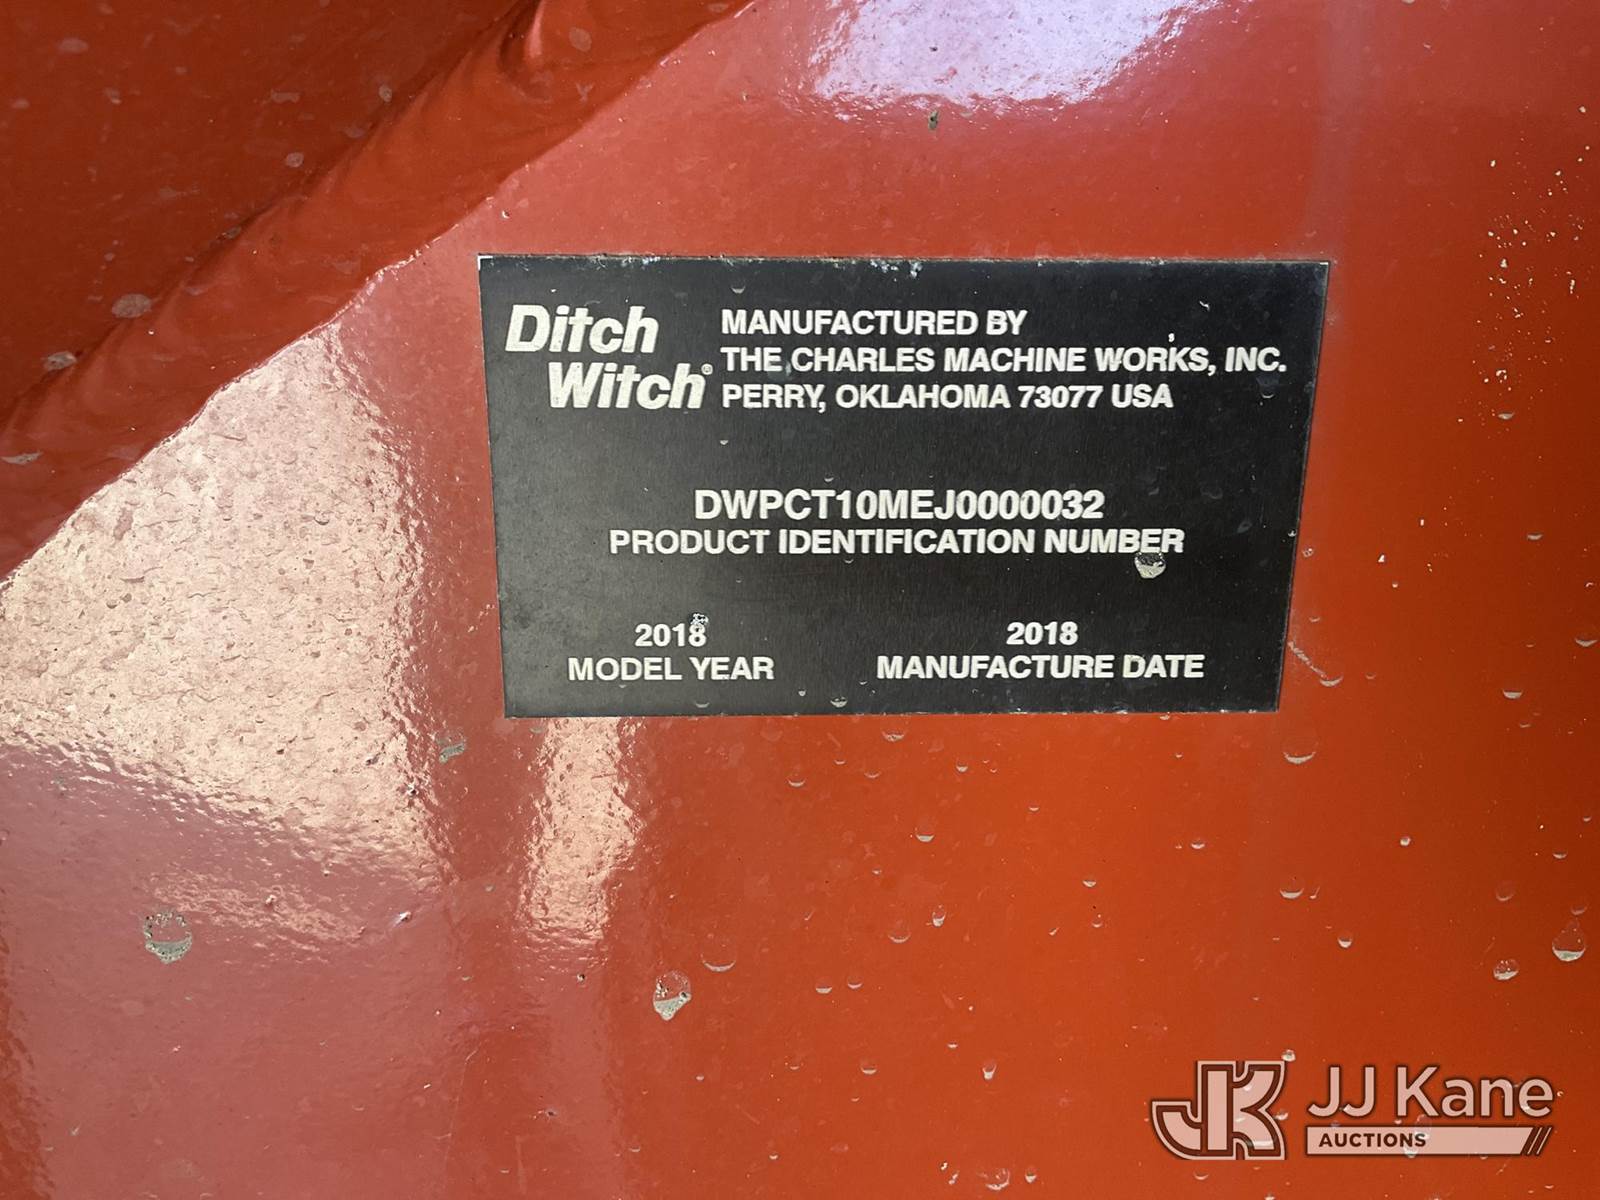 Ditch
Witch®
MANUFACTURED BY
THE CHARLES MACHINE WORKS, INC.
PERRY, OKLAHOMA 73077 USA
DWPCT10MEJ0000032
PRODUCT IDENTIFICATION NUMBER
2018
MODEL YEAR
2018
MANUFACTURE DATE
JK JJ Kane
AUCTIONS